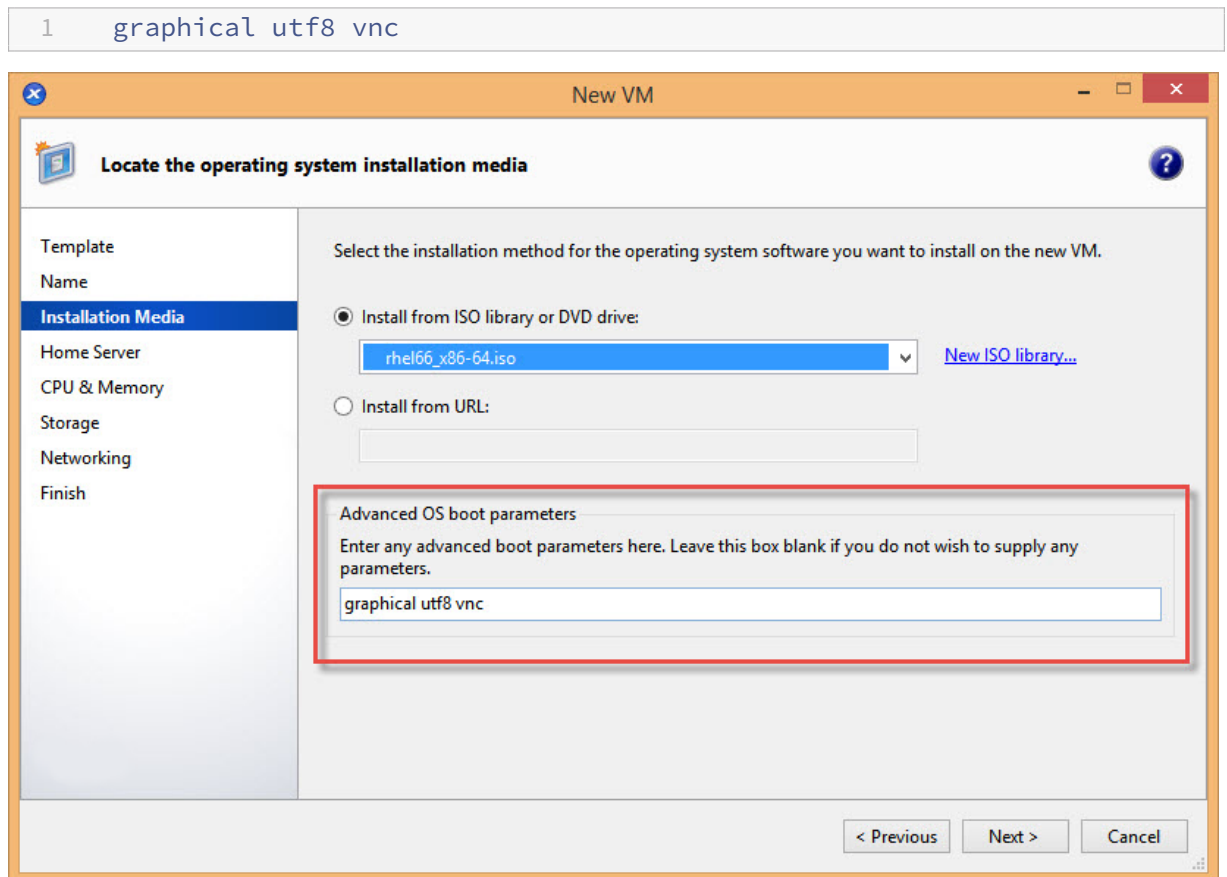 1 graphical utf8 vnc
New VM
Locate the operating system installation media
Template
Name
Installation Media
Home Server
CPU & Memory
Storage
Networking
Finish
Select the installation method for the operating system software you want to install on the new VM.
Install from ISO library or DVD drive:
rhel66_x86-64.iso
New ISO library...
Install from URL:
Advanced OS boot parameters
Enter any advanced boot parameters here. Leave this box blank if you do not wish to supply any
parameters.
graphical utf8 vnc
< Previous
Next >
Cancel